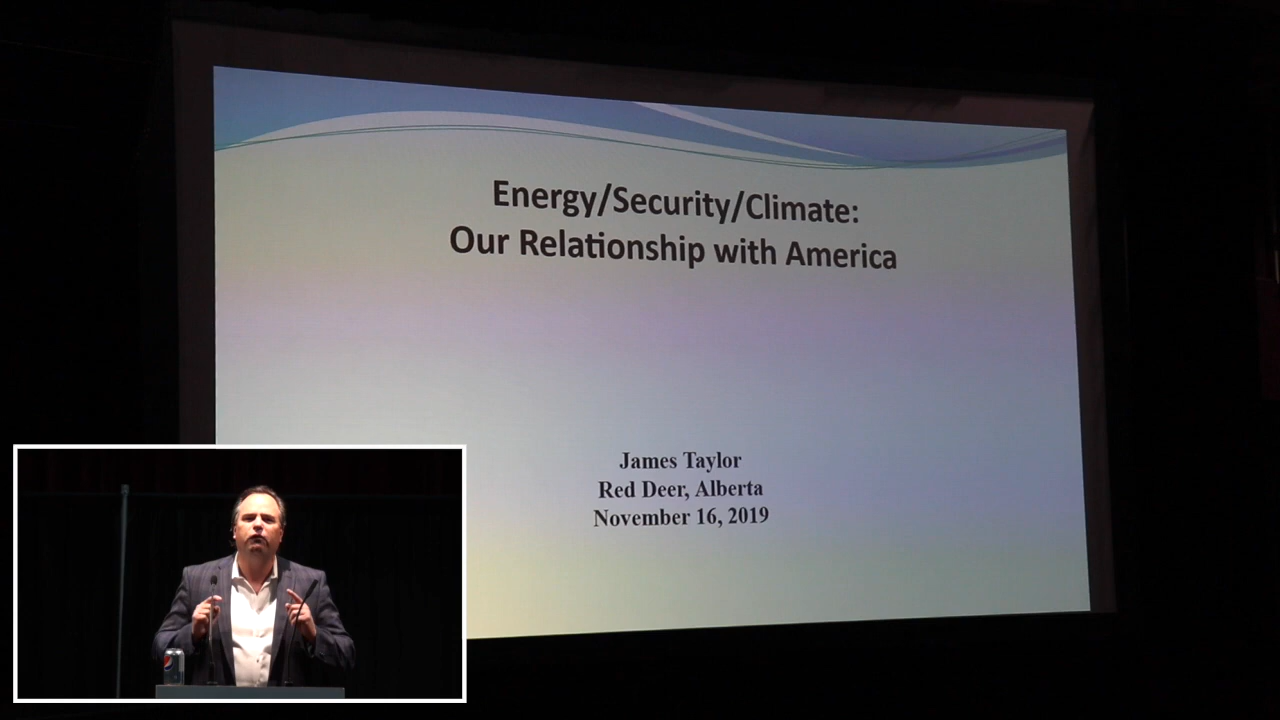 Energy/Security/Climate:
Our Relationship with America
James Taylor
Red Deer, Alberta
November 16, 2019